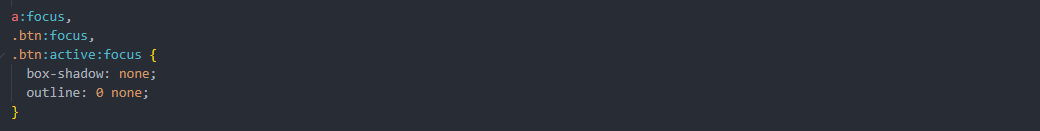 a:focus,
.btn:focus,
.btn:active:focus {
  box-shadow: none;
  outline: 0 none;
}